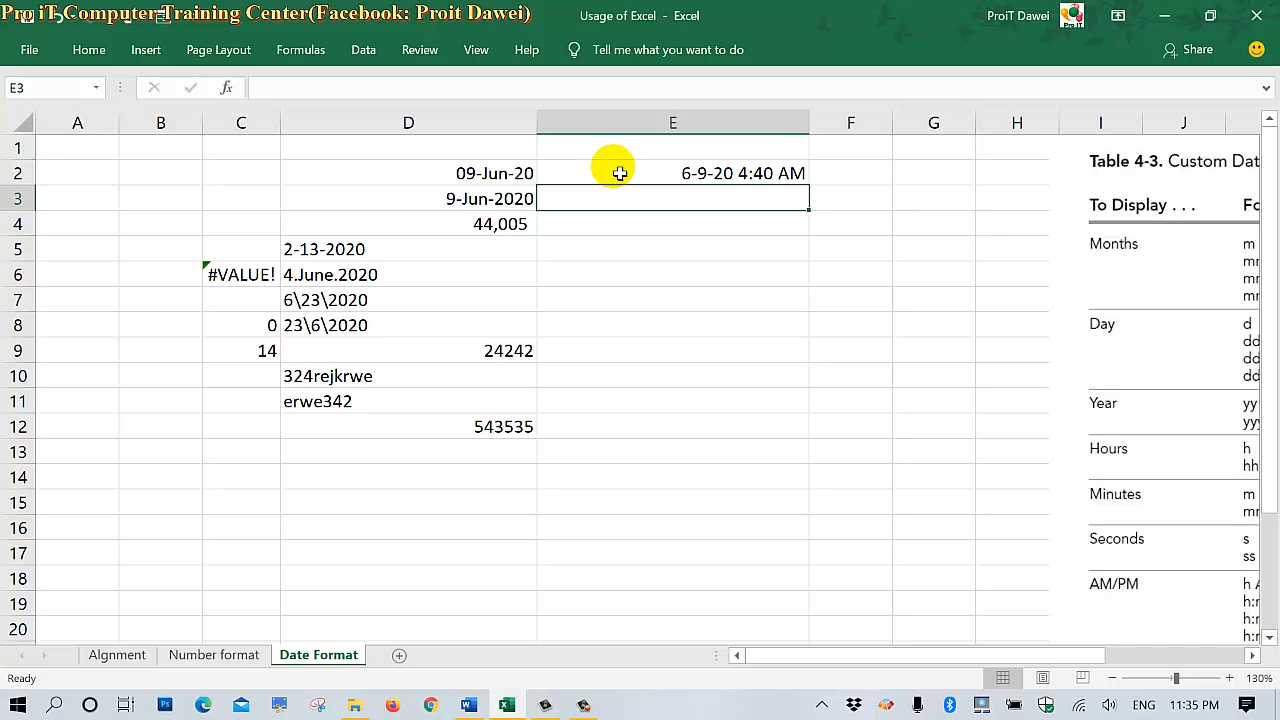 Pro iT Computer Training Center(Facebook: Proit Dawei)
Usage of Excel - Excel
ProiT Dawei
File Home Insert Page Layout Formulas Data Review View Help Tell me what you want to do Share
E3 fx
A B C D E F G H I J
1 Table 4-3. Custom Dat
2 09-Jun-20 6-9-20 4:40 AM
3 9-Jun-2020 To Display . . . Fo
4 44,005
5 2-13-2020 Months m
6 #VALUE! 4.June.2020
7 6\23\2020
8 0 23\6\2020 Day d
dd
dd
9 14 24242
10 324rejkrwe dd
11 erwe342 Year yy
yy
12 543535
13 Hours h
14 hh
15 Minutes m
16 Seconds s
17 ss
18 AM/PM h A
19 h:r
20 h:r
Alignment Number format Date Format
Ready 130%
ENG 11:35 PM